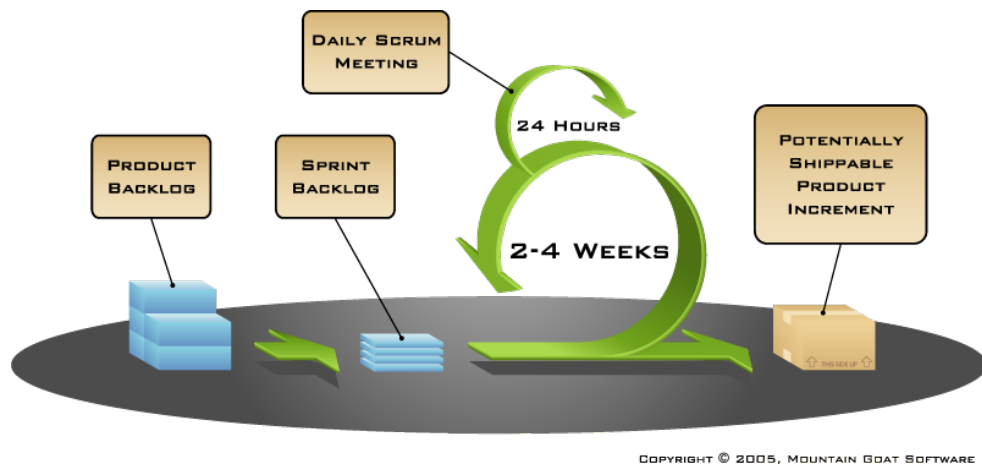 DAILY SCRUM
MEETING
24 HOURS
PRODUCT
BACKLOG
SPRINT
BACKLOG
POTENTIALLY
SHIPPABLE
PRODUCT
INCREMENT
2-4 WEEKS
THIS SIDE UP
COPYRIGHT © 2005, MOUNTAIN GOAT SOFTWARE